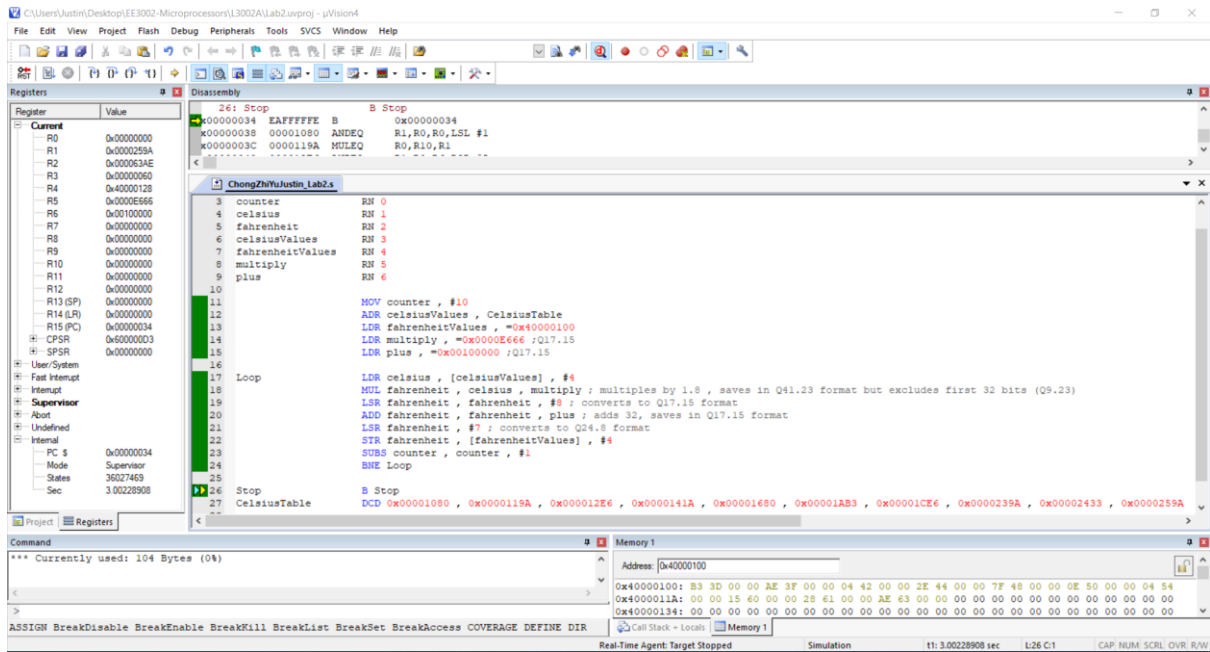 C:\Users\Justin\Desktop\EE3002-Microprocessors\L3002A\Lab2.uvproj - µVision4
File Edit View Project Flash Debug Peripherals Tools SVCS Window Help
Registers
Disassembly
Register Value
Current
R0 0x00000000
R1 0x0000259A
R2 0x000063AE
R3 0x00000060
R4 0x40000128
R5 0x0000E666
R6 0x00100000
R7 0x00000000
R8 0x00000000
R9 0x00000000
R10 0x00000000
R11 0x00000000
R12 0x00000000
R13 (SP) 0x00000000
R14 (LR) 0x00000000
R15 (PC) 0x00000034
CPSR 0x600000D3
SPSR 0x00000000
User/System
Fast Interrupt
Interrupt
Supervisor
Abort
Undefined
Internal
PC $ 0x00000034
Mode Supervisor
States 36027469
Sec 3.00228908
Project Registers
26: Stop B Stop
x00000034 EAFFFFFE B 0x00000034
x00000038 00001080 ANDEQ R1,R0,R0,LSL #1
x0000003C 0000119A MULEQ R0,R10,R1
ChongZhiYuJustin_Lab2.s
3 counter RN 0
4 celsius RN 1
5 fahrenheit RN 2
6 celsiusValues RN 3
7 fahrenheitValues RN 4
8 multiply RN 5
9 plus RN 6
10
11 MOV counter , #10
12 ADR celsiusValues , CelsiusTable
13 LDR fahrenheitValues , =0x40000100
14 LDR multiply , =0x0000E666 ;Q17.15
15 LDR plus , =0x00100000 ;Q17.15
16
17 Loop LDR celsius , [celsiusValues] , #4
18 MUL fahrenheit , celsius , multiply ; multiples by 1.8 , saves in Q41.23 format but excludes first 32 bits (Q9.23)
19 LSR fahrenheit , fahrenheit , #8 ; converts to Q17.15 format
20 ADD fahrenheit , fahrenheit , plus ; adds 32, saves in Q17.15 format
21 LSR fahrenheit , #7 ; converts to Q24.8 format
22 STR fahrenheit , [fahrenheitValues] , #4
23 SUBS counter , counter , #1
24 BNE Loop
25
26 Stop B Stop
27 CelsiusTable DCD 0x00001080 , 0x0000119A , 0x000012E6 , 0x0000141A , 0x00001680 , 0x00001AB3 , 0x00001CE6 , 0x0000239A , 0x00002433 , 0x0000259A
Command
*** Currently used: 104 Bytes (0%)
>
ASSIGN BreakDisable BreakEnable BreakKill BreakList BreakSet BreakAccess COVERAGE DEFINE DIR
Memory 1
Address: 0x40000100
0x40000100: B3 3D 00 00 AE 3F 00 00 04 42 00 00 2E 44 00 00 7F 48 00 00 0E 50 00 00 04 54
0x4000011A: 00 00 15 60 00 00 28 61 00 00 AE 63 00 00 00 00 00 00 00 00 00 00 00 00 00 00
0x40000134: 00 00 00 00 00 00 00 00 00 00 00 00 00 00 00 00 00 00 00 00 00 00 00 00 00 00
Call Stack + Locals Memory 1
Real-Time Agent: Target Stopped Simulation t1: 3.00228908 sec L:26 C:1 CAP NUM SCRL OVR R/W